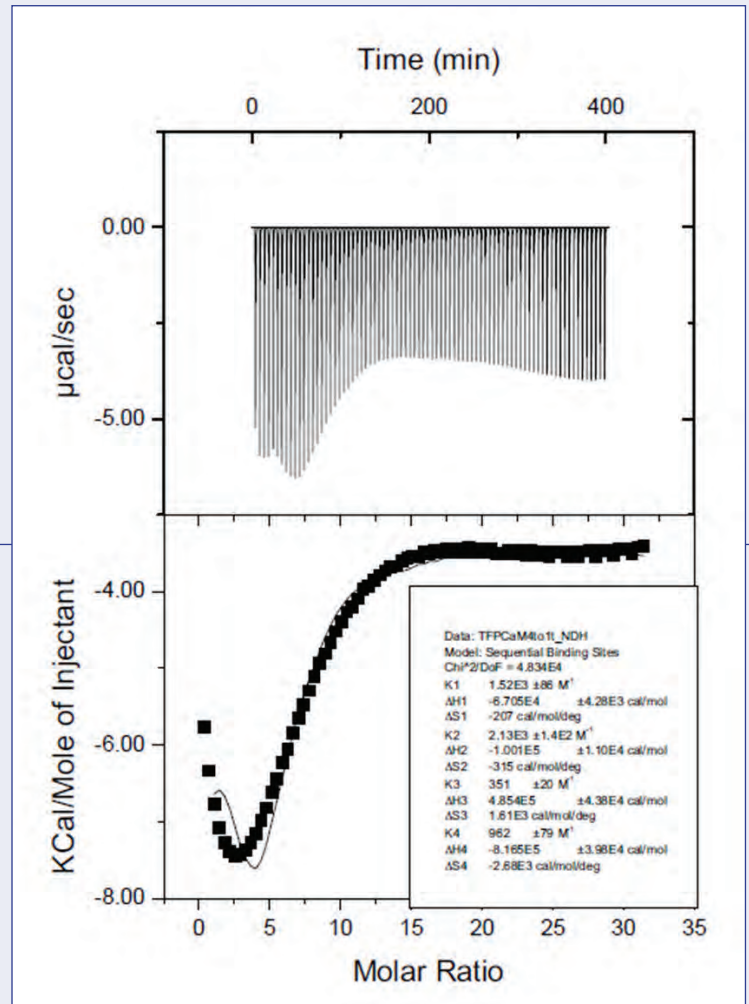 Time (min)
0 200 400
0.00
-5.00
µcal/sec
-4.00
-6.00
-8.00
KCal/Mole of Injectant
Data: TFPCaM4to1t_NDH
Model: Sequential Binding Sites
Chi^2/DoF = 4.834E4
K1 1.52E3 ±86 M⁻¹
ΔH1 -6.705E4 ±4.28E3 cal/mol
ΔS1 -207 cal/mol/deg
K2 2.13E3 ±1.4E2 M⁻¹
ΔH2 -1.001E5 ±1.10E4 cal/mol
ΔS2 -315 cal/mol/deg
K3 351 ±20 M⁻¹
ΔH3 4.854E5 ±4.38E4 cal/mol
ΔS3 1.61E3 cal/mol/deg
K4 962 ±79 M⁻¹
ΔH4 -8.165E5 ±3.98E4 cal/mol
ΔS4 -2.68E3 cal/mol/deg
0 5 10 15 20 25 30 35
Molar Ratio